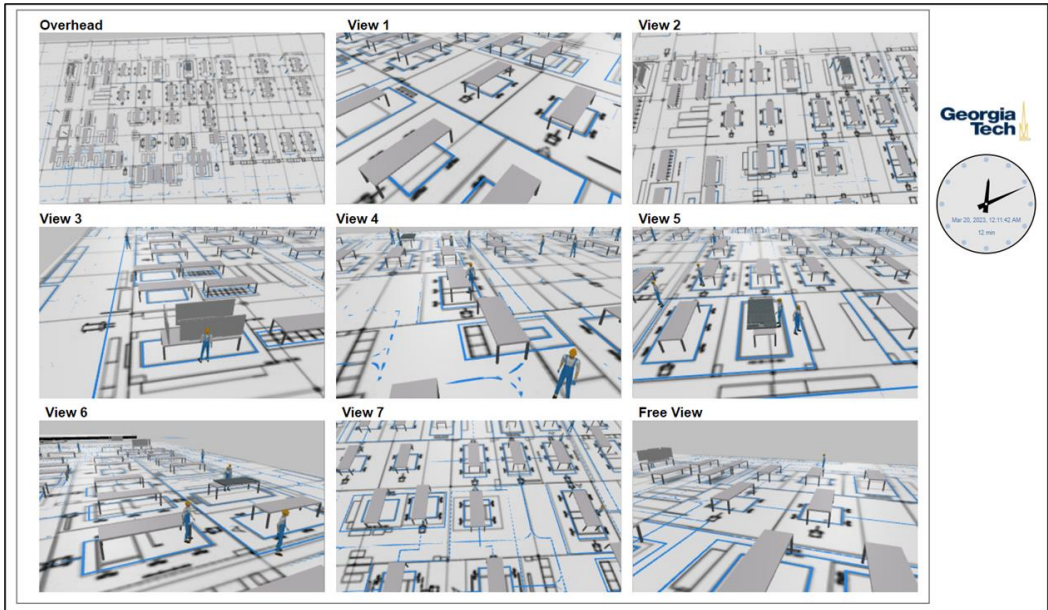 Overhead
View 1
View 2
View 3
View 4
View 5
View 6
View 7
Free View
Georgia
Tech
Mar 20, 2023, 12:11:42 AM
12 min